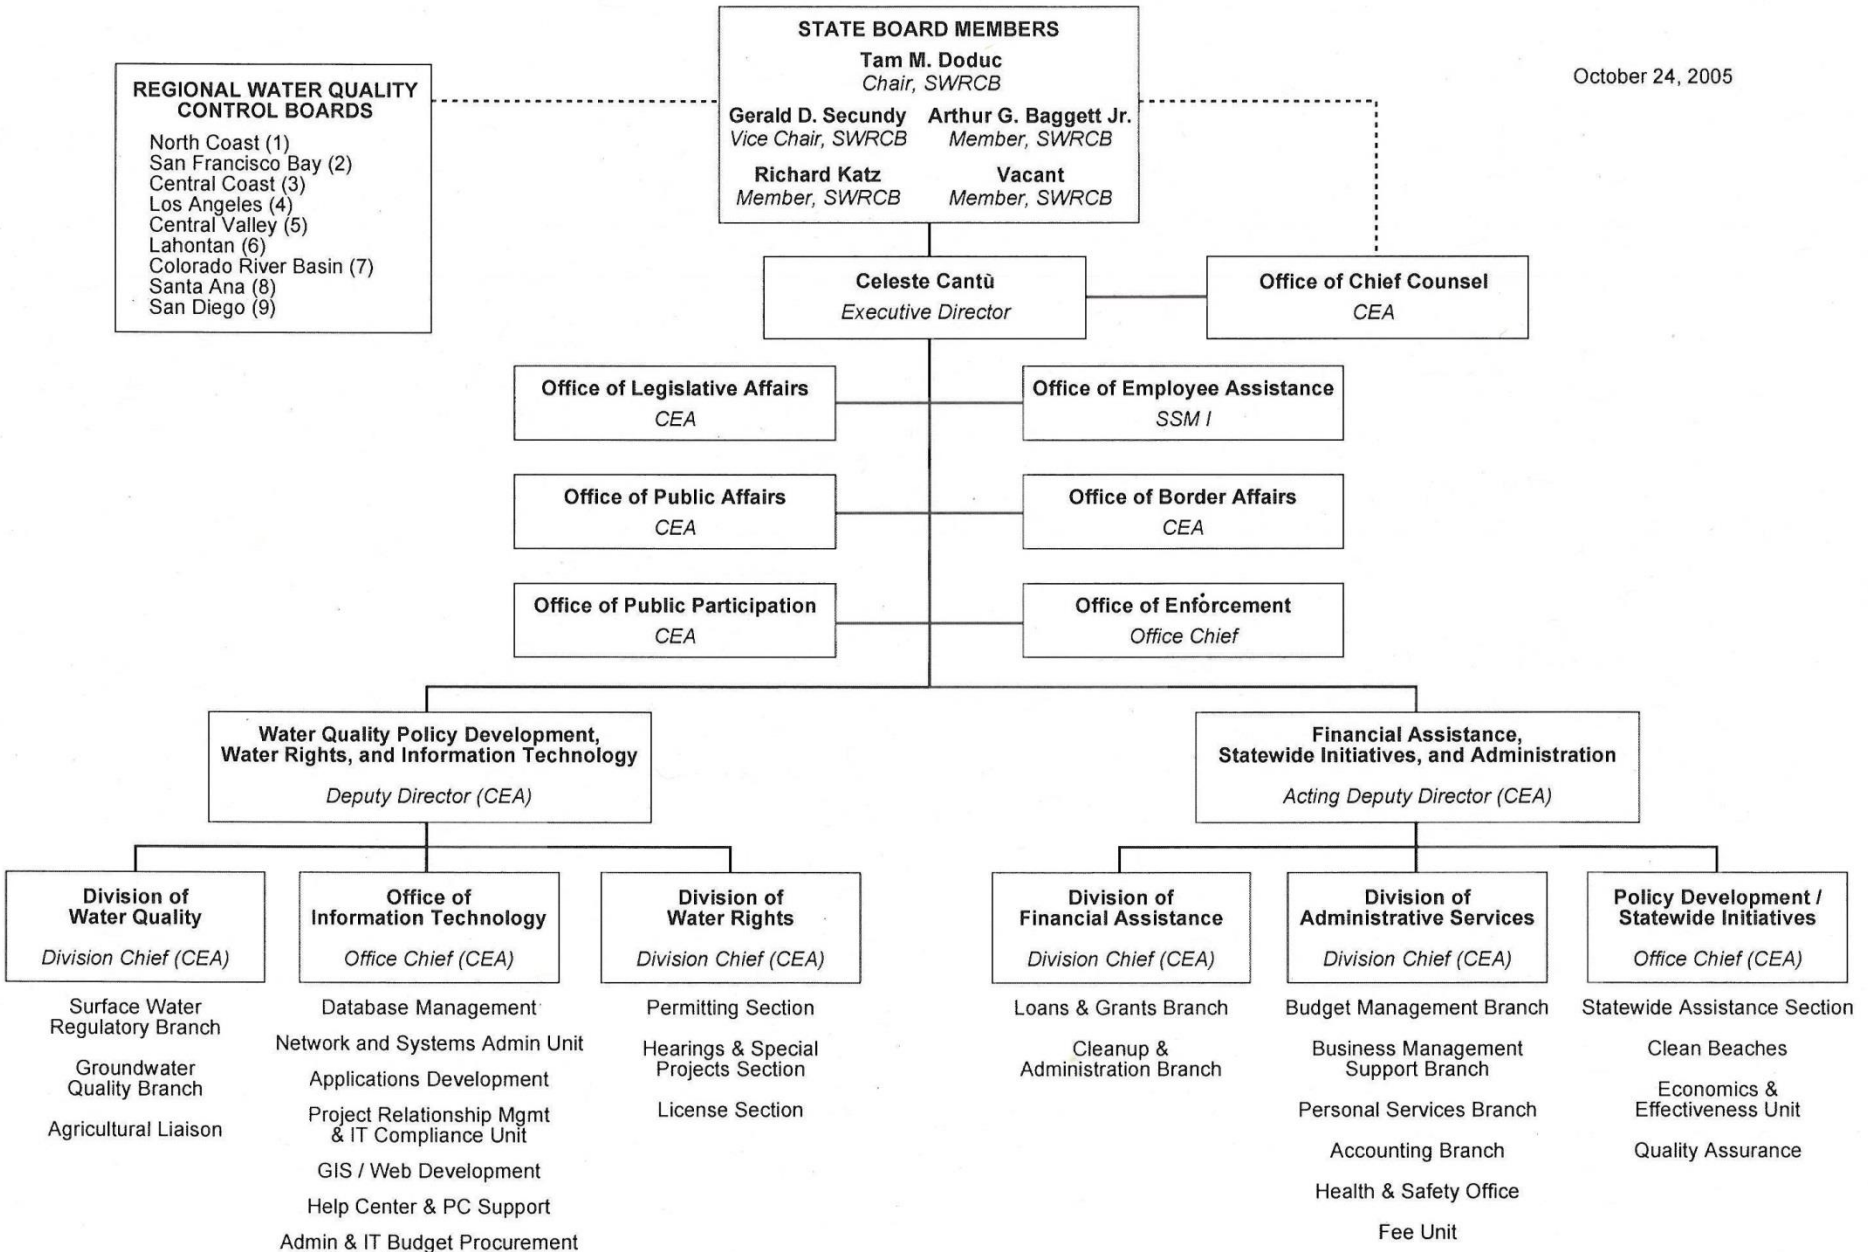 October 24, 2005
STATE BOARD MEMBERS
Tam M. Doduc
Chair, SWRCB
Gerald D. Secundy
Vice Chair, SWRCB
Arthur G. Baggett Jr.
Member, SWRCB
Richard Katz
Member, SWRCB
Vacant
Member, SWRCB
REGIONAL WATER QUALITY
CONTROL BOARDS
North Coast (1)
San Francisco Bay (2)
Central Coast (3)
Los Angeles (4)
Central Valley (5)
Lahontan (6)
Colorado River Basin (7)
Santa Ana (8)
San Diego (9)
Celeste Cantù
Executive Director
Office of Chief Counsel
CEA
Office of Legislative Affairs
CEA
Office of Employee Assistance
SSM I
Office of Public Affairs
CEA
Office of Border Affairs
CEA
Office of Public Participation
CEA
Office of Enforcement
Office Chief
Water Quality Policy Development,
Water Rights, and Information Technology
Deputy Director (CEA)
Financial Assistance,
Statewide Initiatives, and Administration
Acting Deputy Director (CEA)
Division of
Water Quality
Division Chief (CEA)
Surface Water
Regulatory Branch
Groundwater
Quality Branch
Agricultural Liaison
Office of
Information Technology
Office Chief (CEA)
Database Management
Network and Systems Admin Unit
Applications Development
Project Relationship Mgmt
& IT Compliance Unit
GIS / Web Development
Help Center & PC Support
Admin & IT Budget Procurement
Division of
Water Rights
Division Chief (CEA)
Permitting Section
Hearings & Special
Projects Section
License Section
Division of
Financial Assistance
Division Chief (CEA)
Loans & Grants Branch
Cleanup &
Administration Branch
Division of
Administrative Services
Division Chief (CEA)
Budget Management Branch
Business Management
Support Branch
Personal Services Branch
Accounting Branch
Health & Safety Office
Fee Unit
Policy Development /
Statewide Initiatives
Office Chief (CEA)
Statewide Assistance Section
Clean Beaches
Economics &
Effectiveness Unit
Quality Assurance